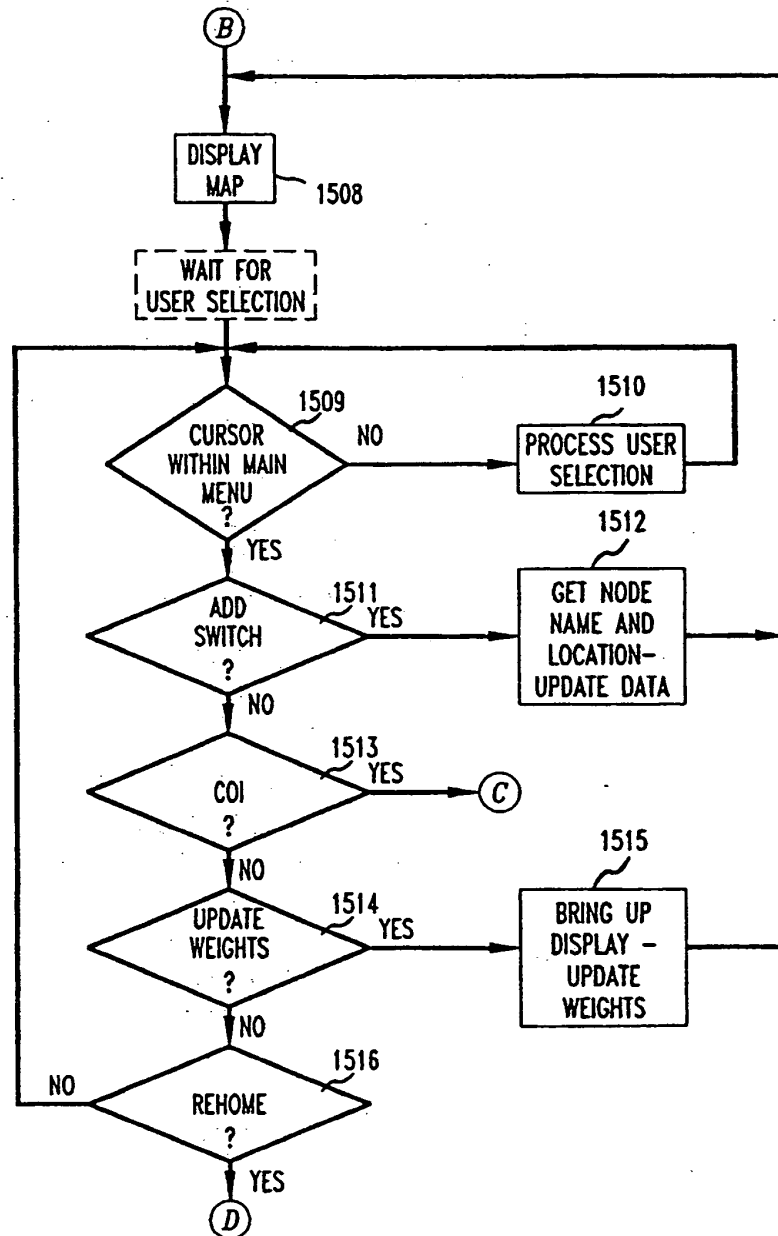 B
DISPLAY
MAP
1508
WAIT FOR
USER SELECTION
1509
CURSOR
WITHIN MAIN
MENU
?
NO
1510
PROCESS USER
SELECTION
YES
1511
ADD
SWITCH
?
YES
1512
GET NODE
NAME AND
LOCATION-
UPDATE DATA
NO
1513
COI
?
YES
C
NO
1514
UPDATE
WEIGHTS
?
YES
1515
BRING UP
DISPLAY -
UPDATE
WEIGHTS
NO
1516
REHOME
?
NO
YES
D